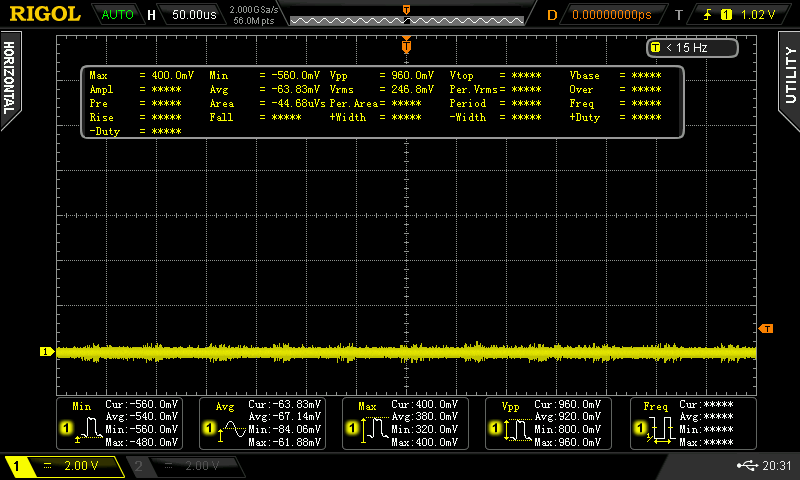 RIGOL AUTO H 50.00us 2.000GSa/s 56.0M pts T D 0.00000000ps T 1 1.02 V
HORIZONTAL
UTILITY
T
T < 15 Hz
Max = 400.0mV Min = -560.0mV Vpp = 960.0mV Vtop = ***** Vbase = *****
Ampl = ***** Avg = -63.83mV Vrms = 246.8mV Per.Vrms= ***** Over = *****
Pre = ***** Area = -44.68uVs Per.Area= ***** Period = ***** Freq = *****
Rise = ***** Fall = ***** +Width = ***** -Width = ***** +Duty = *****
-Duty = *****
T
1
Min Cur:-560.0mV
Avg:-540.0mV
1 Min:-560.0mV
Max:-480.0mV
Avg Cur:-63.83mV
Avg:-67.14mV
1 Min:-84.06mV
Max:-61.88mV
Max Cur:400.0mV
Avg:380.0mV
1 Min:320.0mV
Max:400.0mV
Vpp Cur:960.0mV
Avg:920.0mV
1 Min:800.0mV
Max:960.0mV
Freq Cur:*****
Avg:*****
1 Min:*****
Max:*****
1 2.00 V 2 2.00 V 20:31